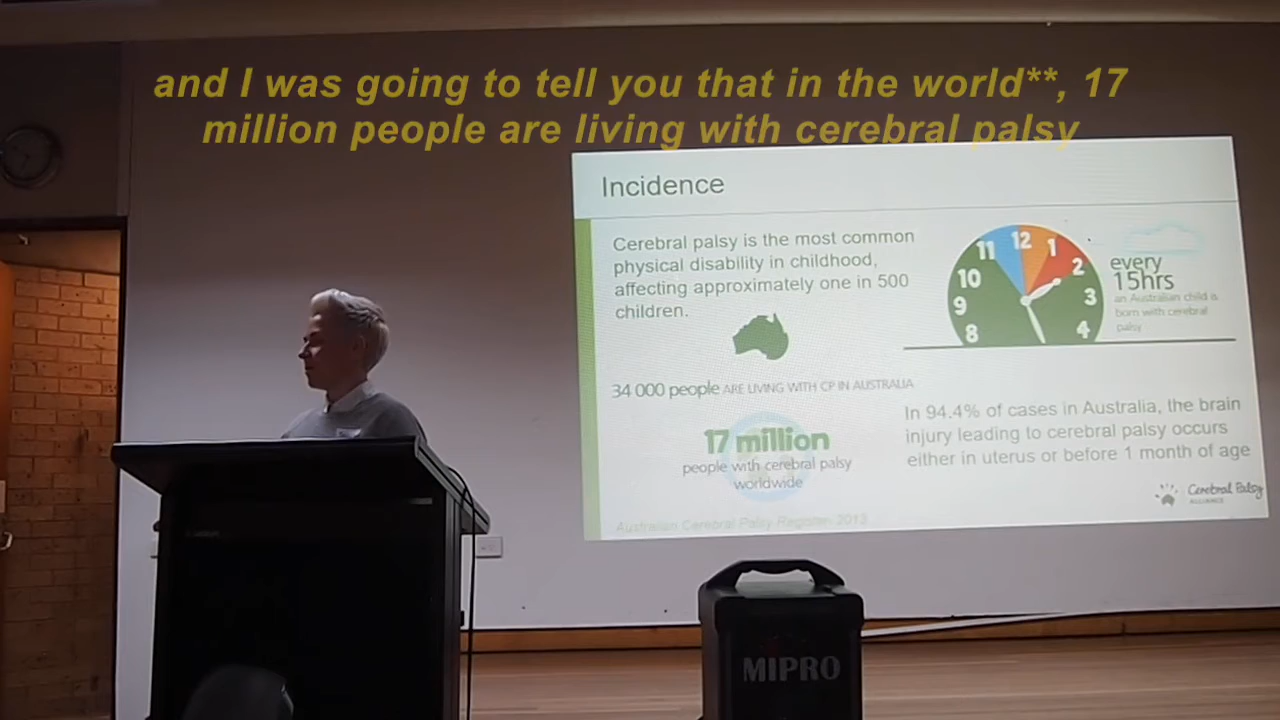 and I was going to tell you that in the world**, 17
million people are living with cerebral palsy
Incidence
Cerebral palsy is the most common
physical disability in childhood,
affecting approximately one in 500
children.
34 000 people ARE LIVING WITH CP IN AUSTRALIA
17 million
people with cerebral palsy
worldwide
Australian Cerebral Palsy Register 2013
11 12 1
10 2
9 3
8 4
every
15hrs
an Australian child is
born with cerebral
palsy
In 94.4% of cases in Australia, the brain
injury leading to cerebral palsy occurs
either in uterus or before 1 month of age
Cerebral Palsy
ALLIANCE
MIPRO